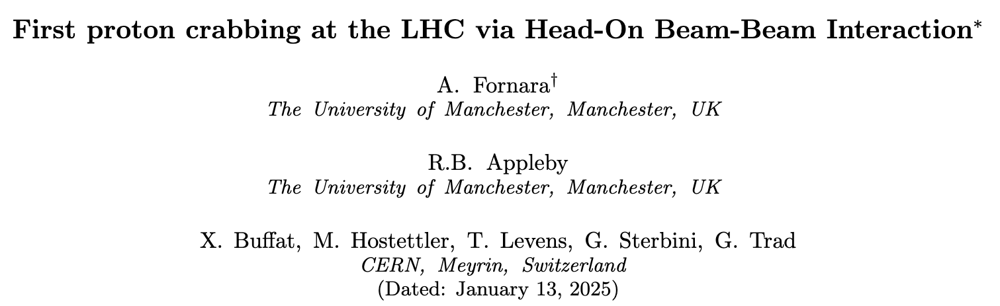 First proton crabbing at the LHC via Head-On Beam-Beam Interaction*
A. Fornara†
The University of Manchester, Manchester, UK
R.B. Appleby
The University of Manchester, Manchester, UK
X. Buffat, M. Hostettler, T. Levens, G. Sterbini, G. Trad
CERN, Meyrin, Switzerland
(Dated: January 13, 2025)